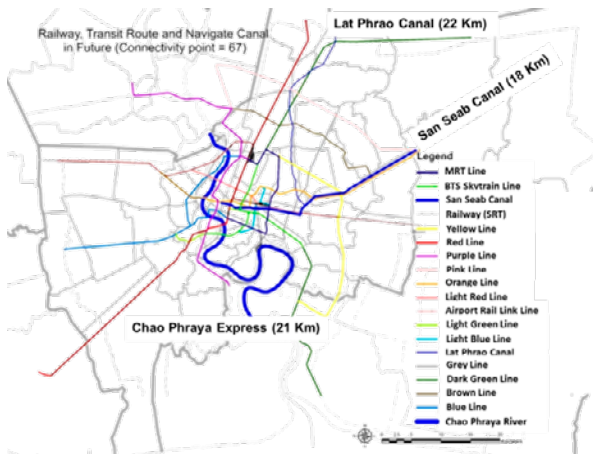 Railway, Transit Route and Navigate Canal
in Future (Connectivity point = 67)
Lat Phrao Canal (22 Km)
San Seab Canal (18 Km)
Chao Phraya Express (21 Km)
Legend
MRT Line
BTS Skytrain Line
San Seab Canal
Railway (SRT)
Yellow Line
Red Line
Purple Line
Pink Line
Orange Line
Light Red Line
Airport Rail Link Line
Light Green Line
Light Blue Line
Lat Phrao Canal
Grey Line
Dark Green Line
Brown Line
Blue Line
Chao Phraya River